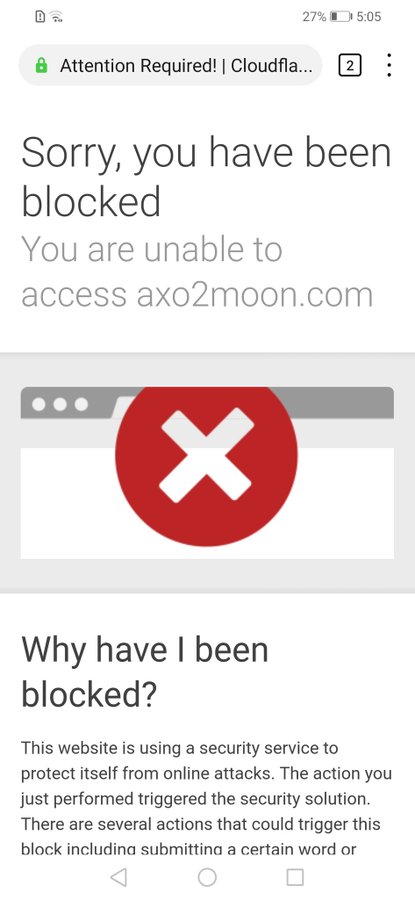 27% 5:05
Attention Required! | Cloudfla... 2
Sorry, you have been
blocked
You are unable to
access axo2moon.com
Why have I been
blocked?
This website is using a security service to
protect itself from online attacks. The action you
just performed triggered the security solution.
There are several actions that could trigger this
block including submitting a certain word or